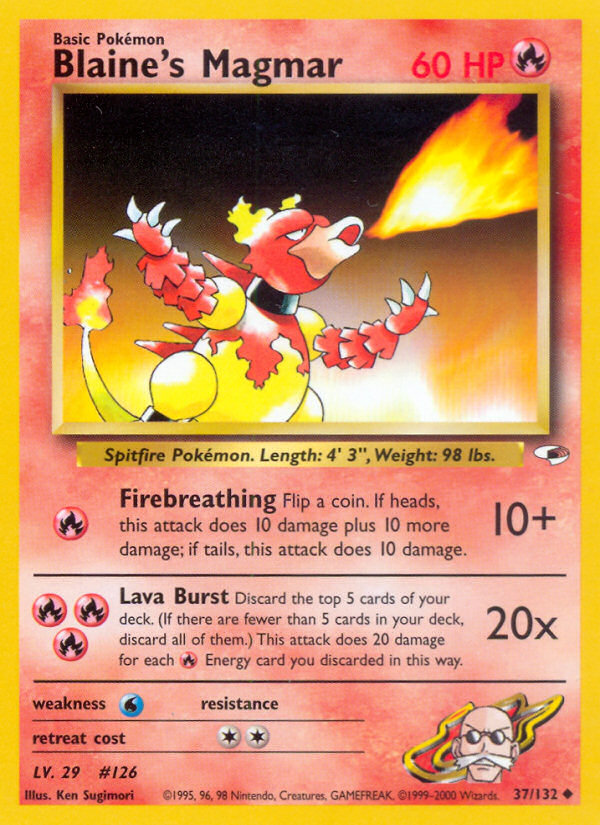 Basic Pokémon
Blaine's Magmar 60 HP
Spitfire Pokémon. Length: 4' 3", Weight: 98 lbs.
Firebreathing Flip a coin. If heads,
this attack does 10 damage plus 10 more
damage; if tails, this attack does 10 damage.
10+
Lava Burst Discard the top 5 cards of your
deck. (If there are fewer than 5 cards in your deck,
discard all of them.) This attack does 20 damage
for each Energy card you discarded in this way.
20x
weakness resistance
retreat cost
LV. 29 #126
Illus. Ken Sugimori ©1995, 96, 98 Nintendo, Creatures, GAMEFREAK. ©1999-2000 Wizards. 37/132